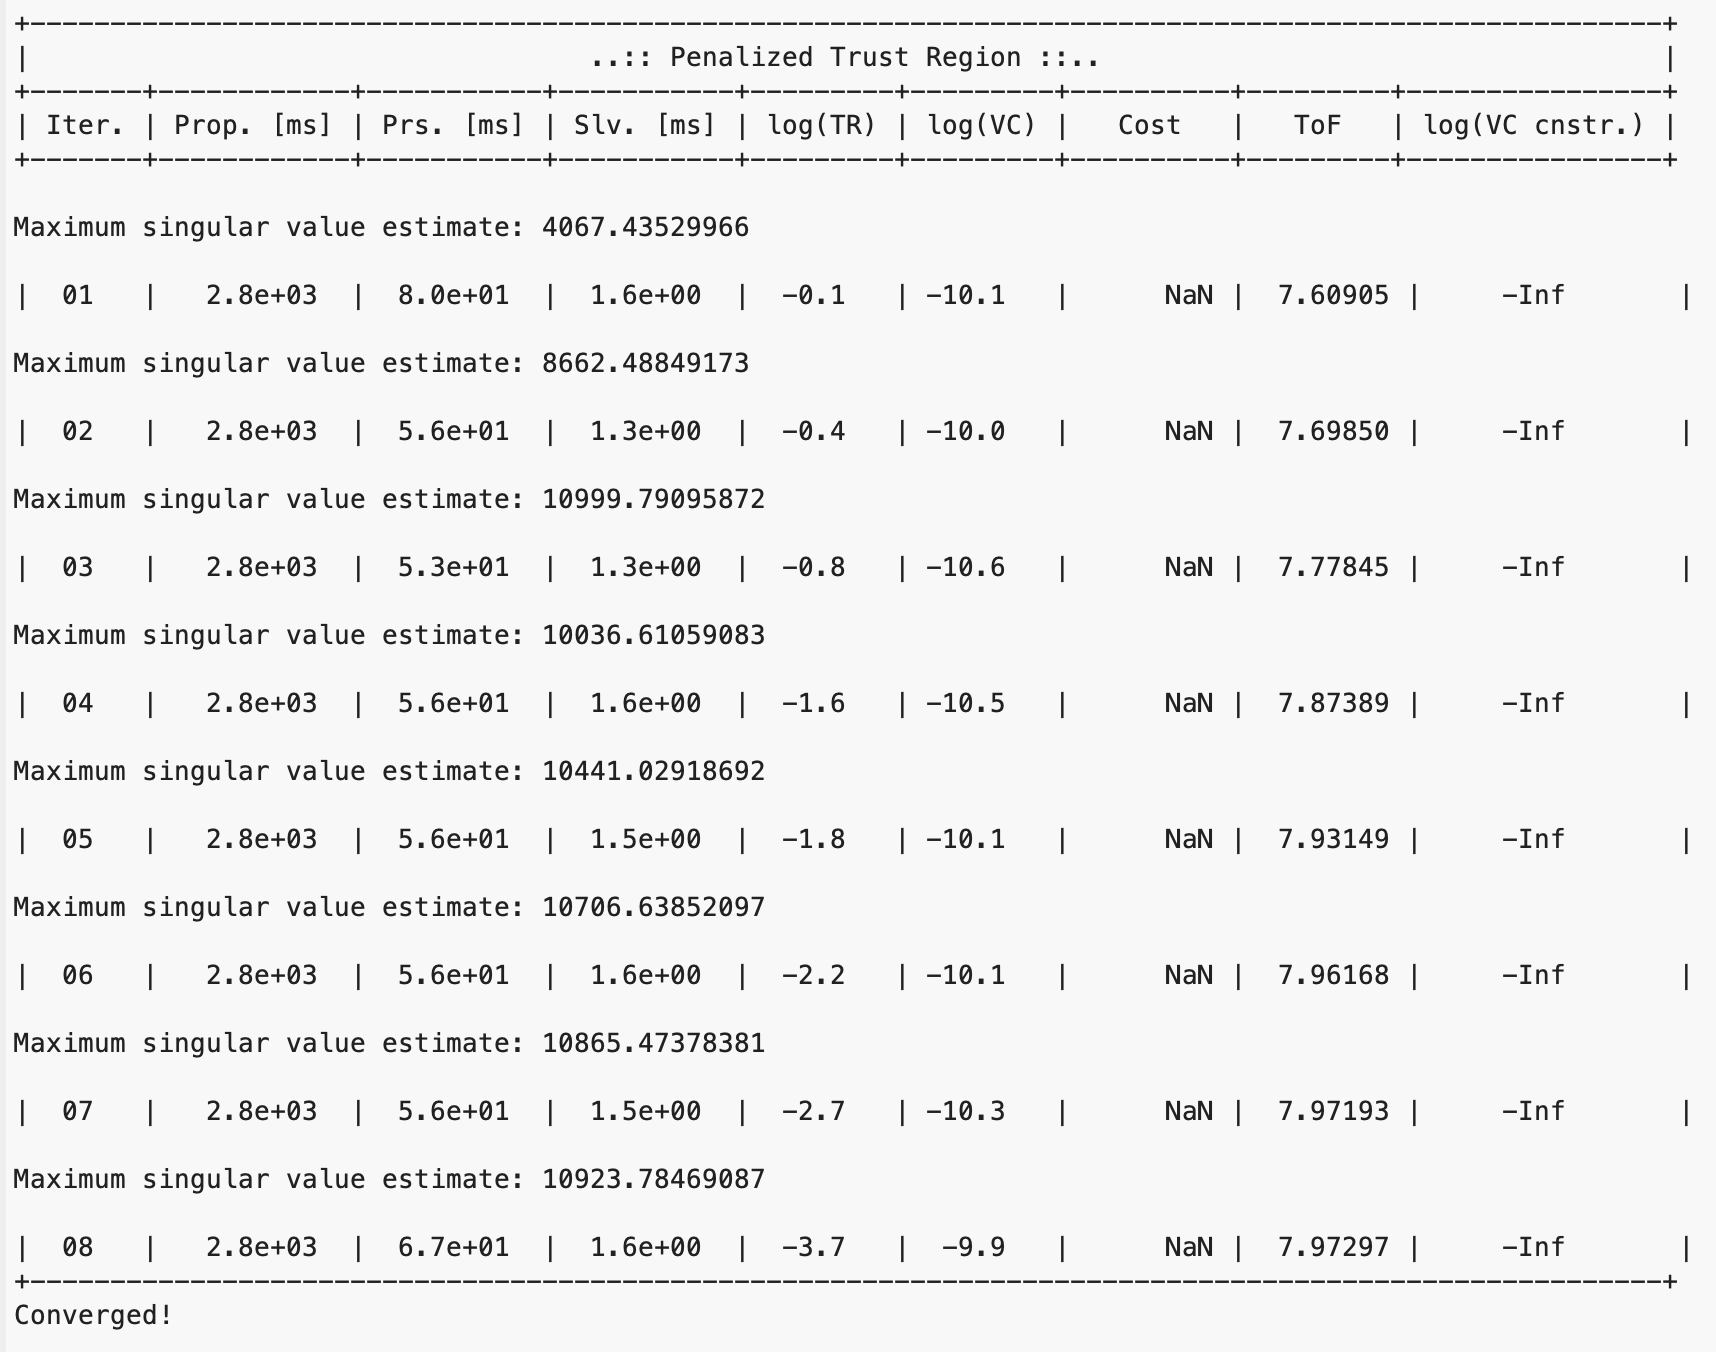 +------------------------------------------------------------------------------------------------------+
|                                   ..:: Penalized Trust Region ::..                                   |
+-------+------------+-----------+-----------+---------+---------+----------+---------+----------------+
| Iter. | Prop. [ms] | Prs. [ms] | Slv. [ms] | log(TR) | log(VC) |   Cost   |   ToF   | log(VC cnstr.) |
+-------+------------+-----------+-----------+---------+---------+----------+---------+----------------+
Maximum singular value estimate: 4067.43529966
|  01   |   2.8e+03  |  8.0e+01  |  1.6e+00  |  -0.1   | -10.1   |      NaN |  7.60905 |     -Inf       |
Maximum singular value estimate: 8662.48849173
|  02   |   2.8e+03  |  5.6e+01  |  1.3e+00  |  -0.4   | -10.0   |      NaN |  7.69850 |     -Inf       |
Maximum singular value estimate: 10999.79095872
|  03   |   2.8e+03  |  5.3e+01  |  1.3e+00  |  -0.8   | -10.6   |      NaN |  7.77845 |     -Inf       |
Maximum singular value estimate: 10036.61059083
|  04   |   2.8e+03  |  5.6e+01  |  1.6e+00  |  -1.6   | -10.5   |      NaN |  7.87389 |     -Inf       |
Maximum singular value estimate: 10441.02918692
|  05   |   2.8e+03  |  5.6e+01  |  1.5e+00  |  -1.8   | -10.1   |      NaN |  7.93149 |     -Inf       |
Maximum singular value estimate: 10706.63852097
|  06   |   2.8e+03  |  5.6e+01  |  1.6e+00  |  -2.2   | -10.1   |      NaN |  7.96168 |     -Inf       |
Maximum singular value estimate: 10865.47378381
|  07   |   2.8e+03  |  5.6e+01  |  1.5e+00  |  -2.7   | -10.3   |      NaN |  7.97193 |     -Inf       |
Maximum singular value estimate: 10923.78469087
|  08   |   2.8e+03  |  6.7e+01  |  1.6e+00  |  -3.7   |  -9.9   |      NaN |  7.97297 |     -Inf       |
+------------------------------------------------------------------------------------------------------+
Converged!